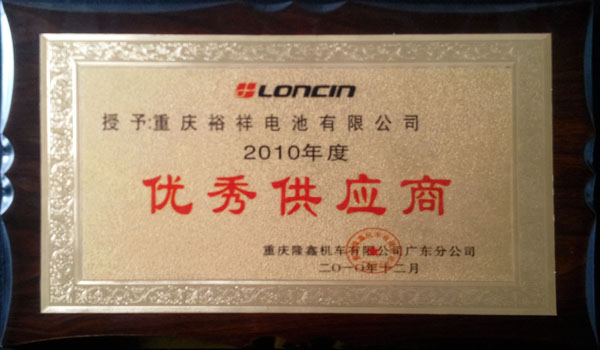 LONCIN
授予:重庆裕祥电池有限公司
2010年度
优秀供应商
重庆隆鑫机车有限公司广东分公司
二〇一〇年十二月